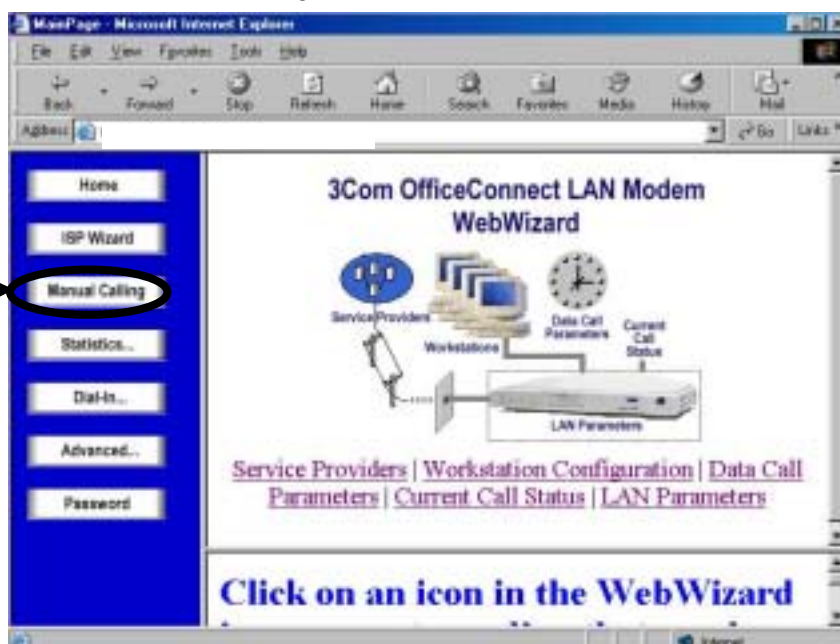 MainPage - Microsoft Internet Explorer
File Edit View Favorites Tools Help
Back Forward Stop Refresh Home Search Favorites Media History Mail
Address Go Links
Home
ISP Wizard
Manual Calling
Statistics...
Dial-In...
Advanced...
Password
3Com OfficeConnect LAN Modem
WebWizard
Service Providers
Workstations
Data Call
Parameters
Current
Call
Status
LAN Parameters
Service Providers | Workstation Configuration | Data Call
Parameters | Current Call Status | LAN Parameters
Click on an icon in the WebWizard
Internet